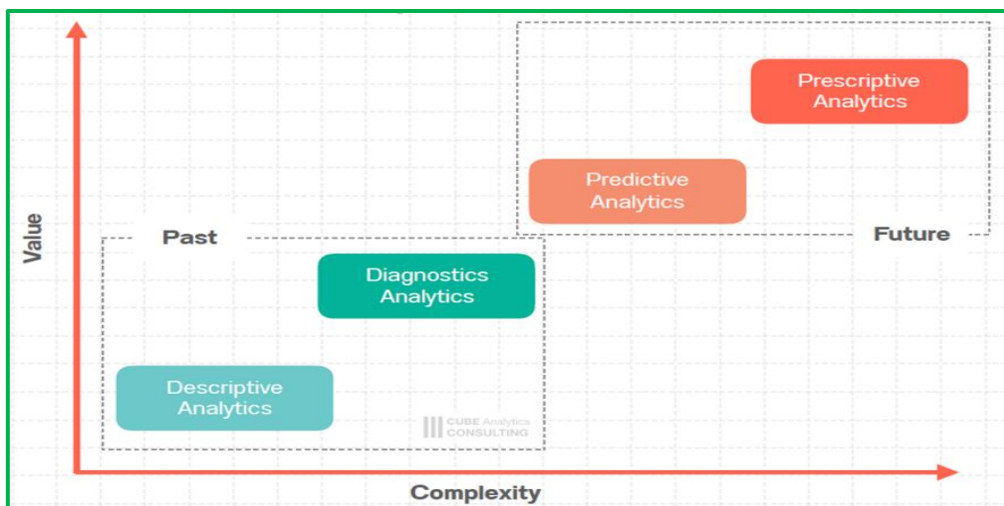 Prescriptive
Analytics
Predictive
Analytics
Value
Past
Future
Diagnostics
Analytics
Descriptive
Analytics
CUBE Analytics
CONSULTING
Complexity